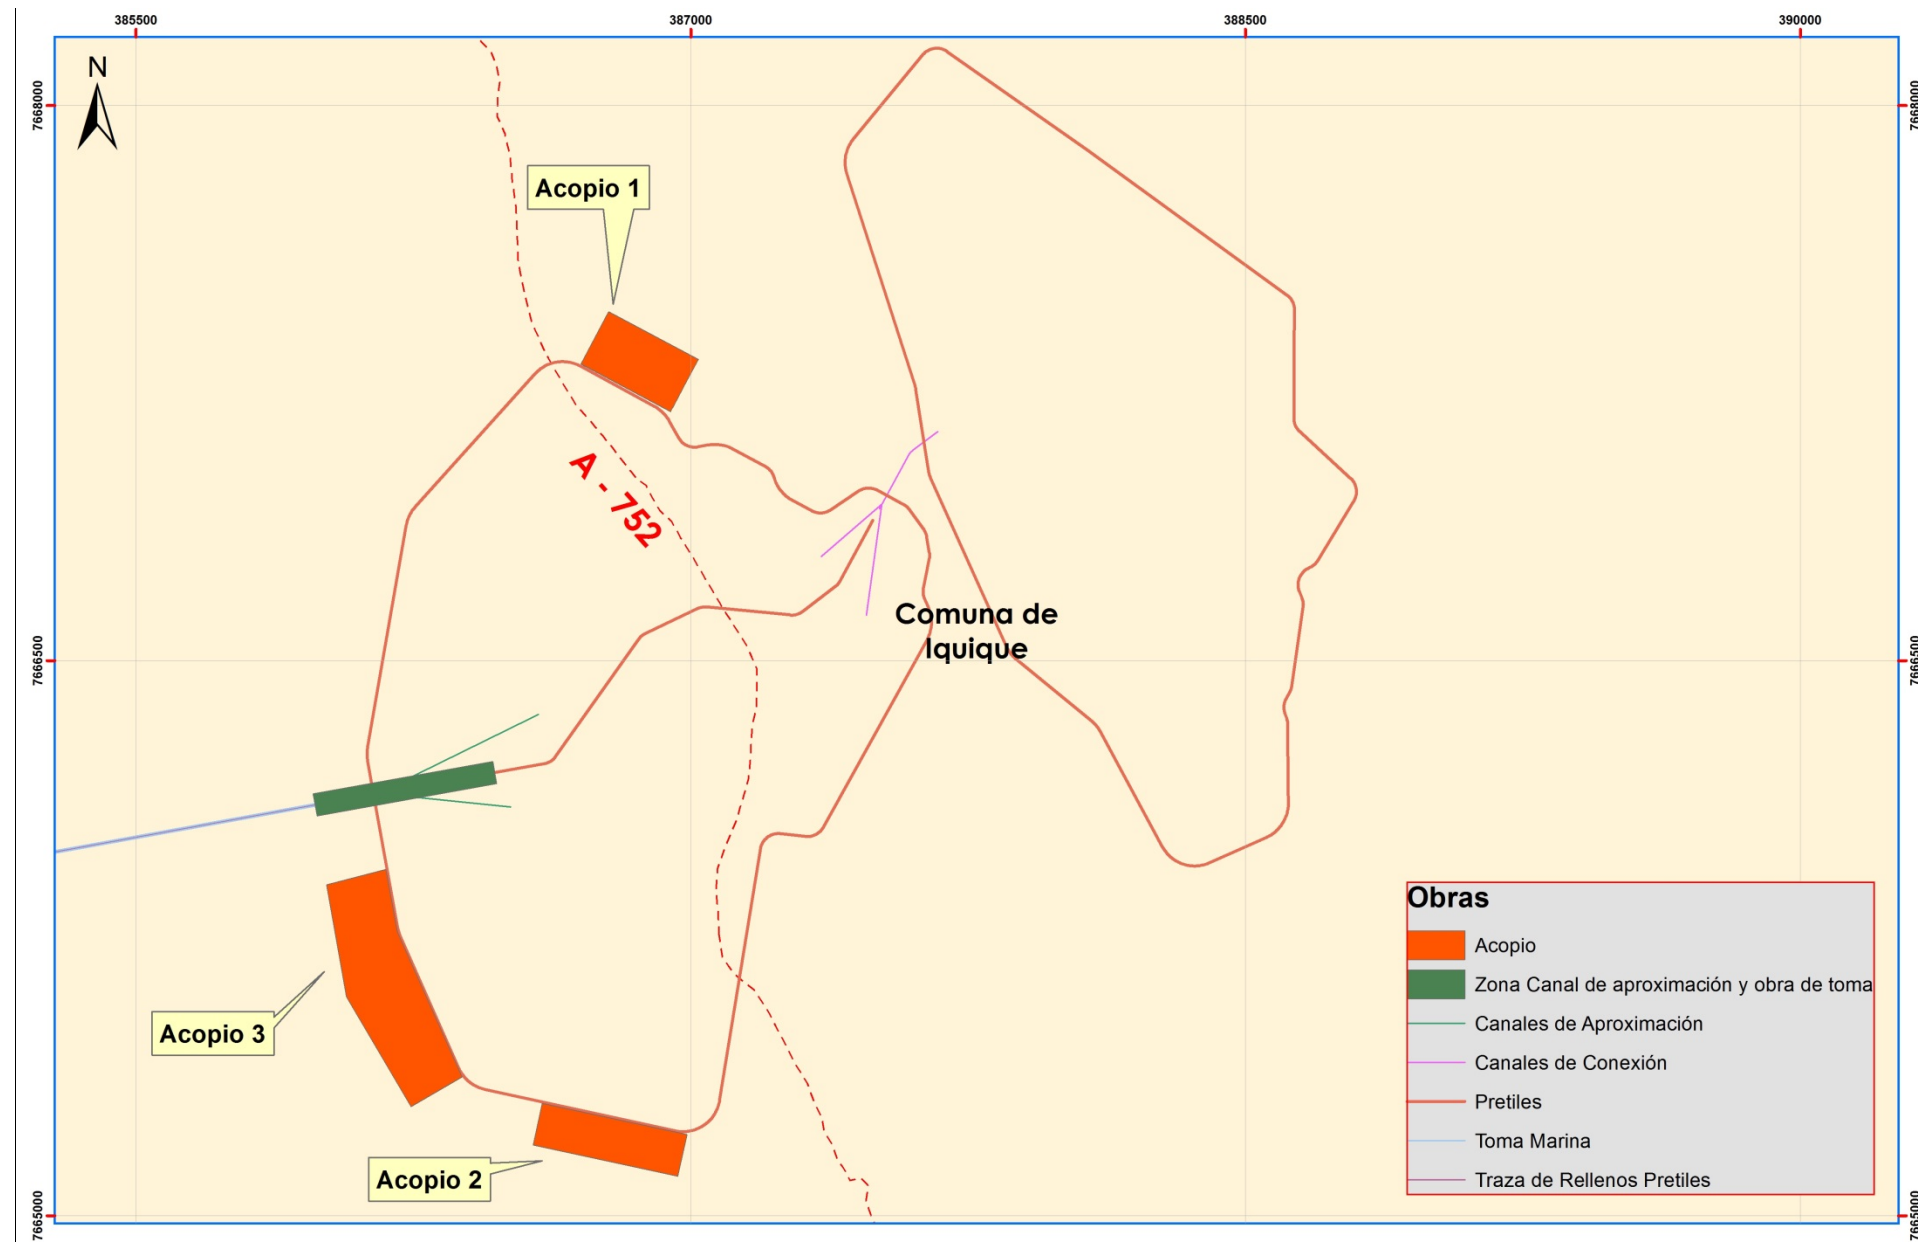 385500
387000
388500
390000
N
7668000
7668000
Acopio 1
A - 752
Comuna de
Iquique
7666500
7666500
Obras
Acopio
Zona Canal de aproximación y obra de toma
Canales de Aproximación
Canales de Conexión
Pretiles
Toma Marina
Traza de Rellenos Pretiles
Acopio 3
Acopio 2
7665000
7665000